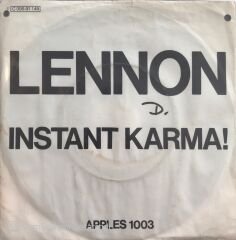 LENNON
D.
INSTANT KARMA!
APPLES 1003